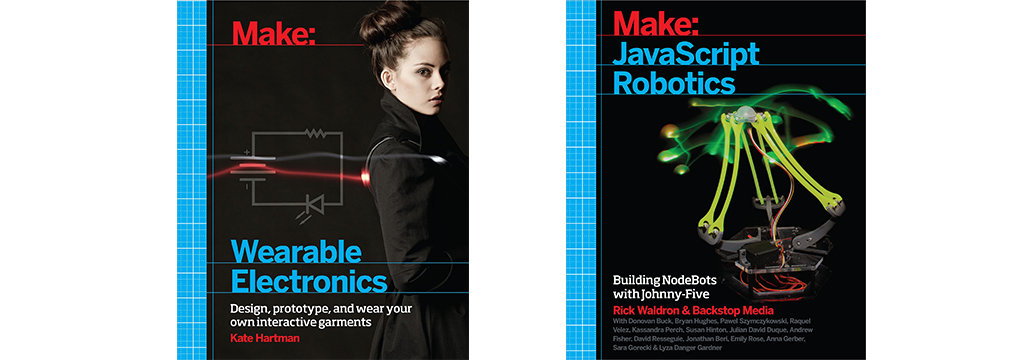 Make:
Wearable
Electronics
Design, prototype, and wear your
own interactive garments
Kate Hartman
Make:
JavaScript
Robotics
Building NodeBots
with Johnny-Five
Rick Waldron & Backstop Media
With Donovan Buck, Bryan Hughes, Pawel Szymczykowski, Raquel
Velez, Kassandra Perch, Susan Hinton, Julian David Duque, Andrew
Fisher, David Resseguie, Jonathan Beri, Emily Rose, Anna Gerber,
Sara Gorecki & Lyza Danger Gardner